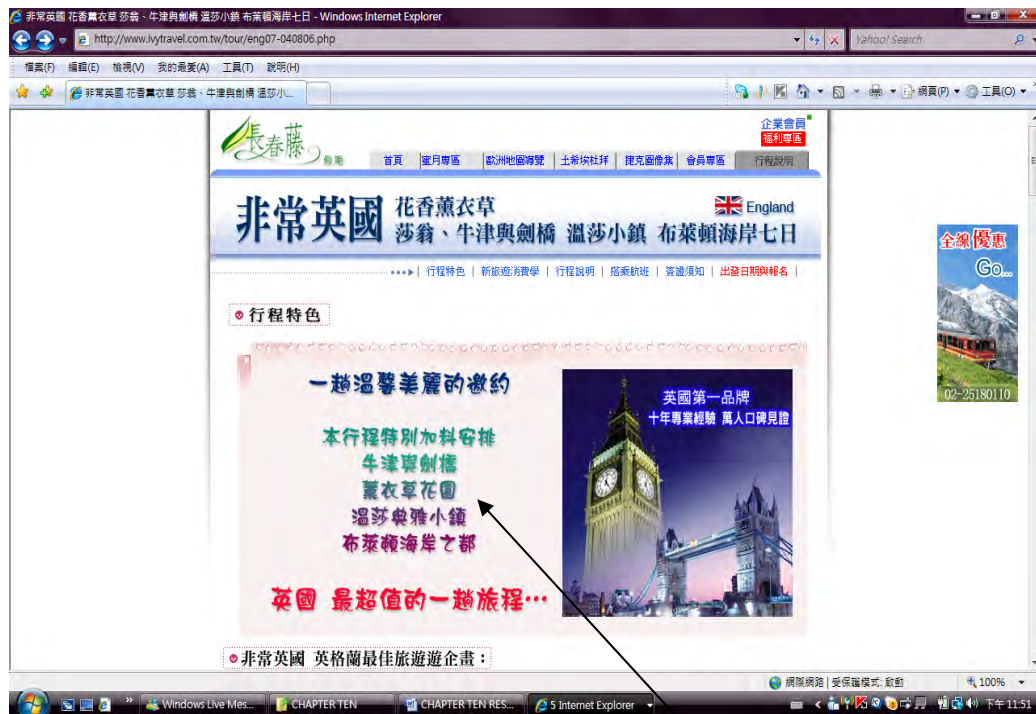 非常英國 花香薰衣草 莎翁、牛津與劍橋 溫莎小鎮 布萊頓海岸七日 - Windows Internet Explorer
http://www.ivytravel.com.tw/tour/eng07-040806.php
Yahoo! Search
檔案(F) 編輯(E) 檢視(V) 我的最愛(A) 工具(T) 說明(H)
非常英國 花香薰衣草 莎翁、牛津與劍橋 溫莎小...
網頁(P) 工具(O)
長春藤 假期
企業會員
福利專區
首頁 蜜月專區 歐洲地圖導覽 土希埃杜拜 捷克圖像集 會員專區 行程說明
非常英國 花香薰衣草
England
莎翁、牛津與劍橋 溫莎小鎮 布萊頓海岸七日
| 行程特色 | 新旅遊消費學 | 行程說明 | 搭乘航班 | 簽證須知 | 出發日期與報名 |
全線優惠
Go...
02-25180110
行程特色
一趟溫馨美麗的邀約
本行程特別加料安排
牛津與劍橋
薰衣草花園
溫莎典雅小鎮
布萊頓海岸之都
英國 最超值的一趟旅程…
英國第一品牌
十年專業經驗 萬人口碑見證
非常英國 英格蘭最佳旅遊遊企畫：
網際網路 | 受保護模式: 啟動
100%
Windows Live Mes...
CHAPTER TEN
CHAPTER TEN RES...
5 Internet Explorer
下午 11:5